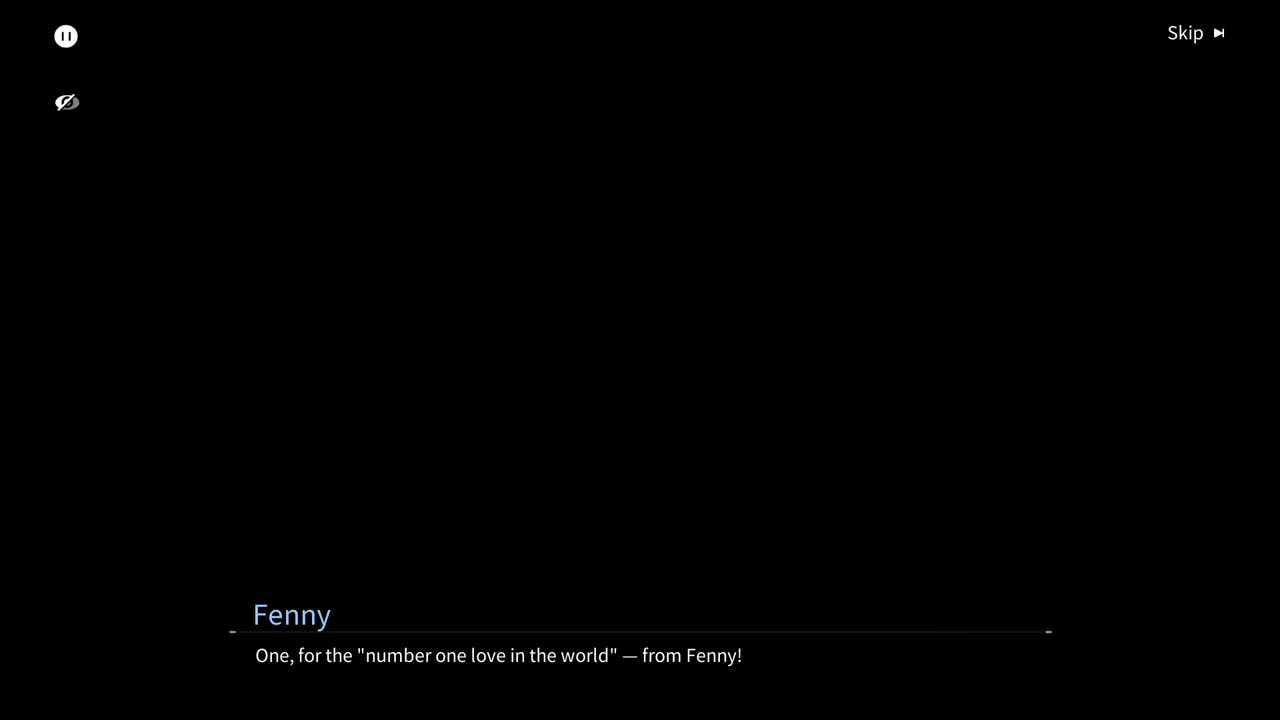 Skip
Fenny
One, for the "number one love in the world" — from Fenny!